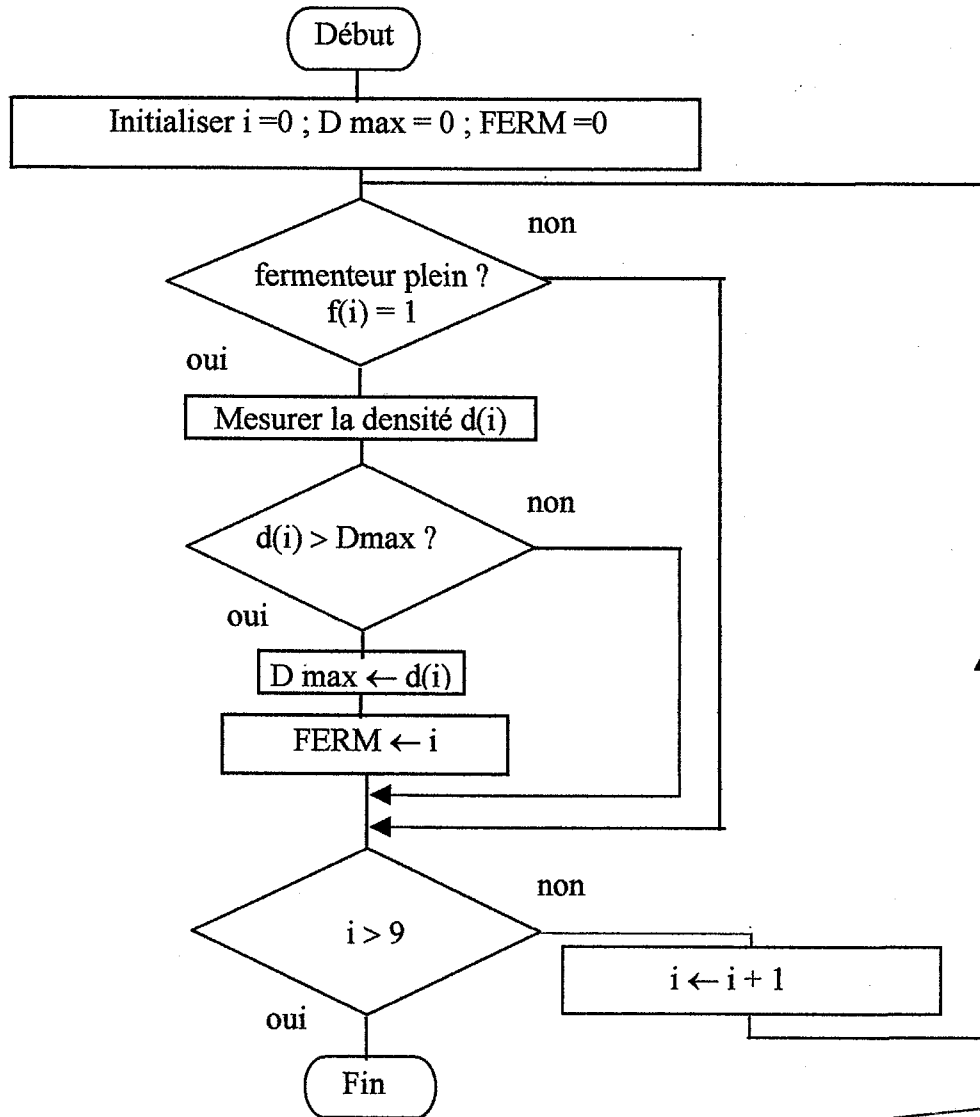 Début
Initialiser i =0 ; D max = 0 ; FERM =0
non
fermenteur plein ?
f(i) = 1
oui
Mesurer la densité d(i)
non
d(i) > Dmax ?
oui
D max ← d(i)
FERM ← i
non
i > 9
i ← i + 1
oui
Fin